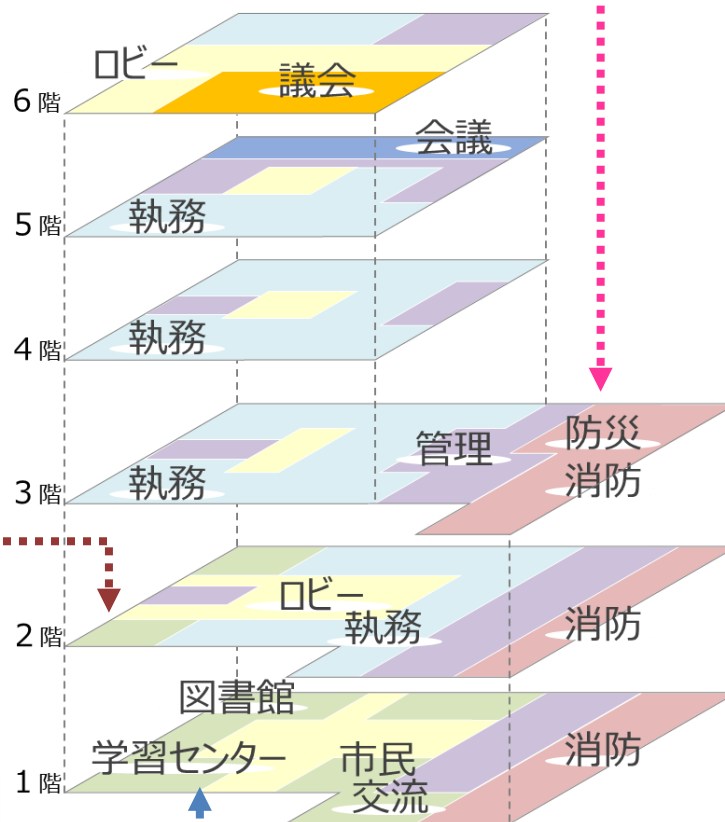 ロビー
議会
6階
会議
執務
5階
執務
4階
管理
防災
消防
執務
3階
ロビー
執務
消防
2階
図書館
学習センター
市民
交流
消防
1階